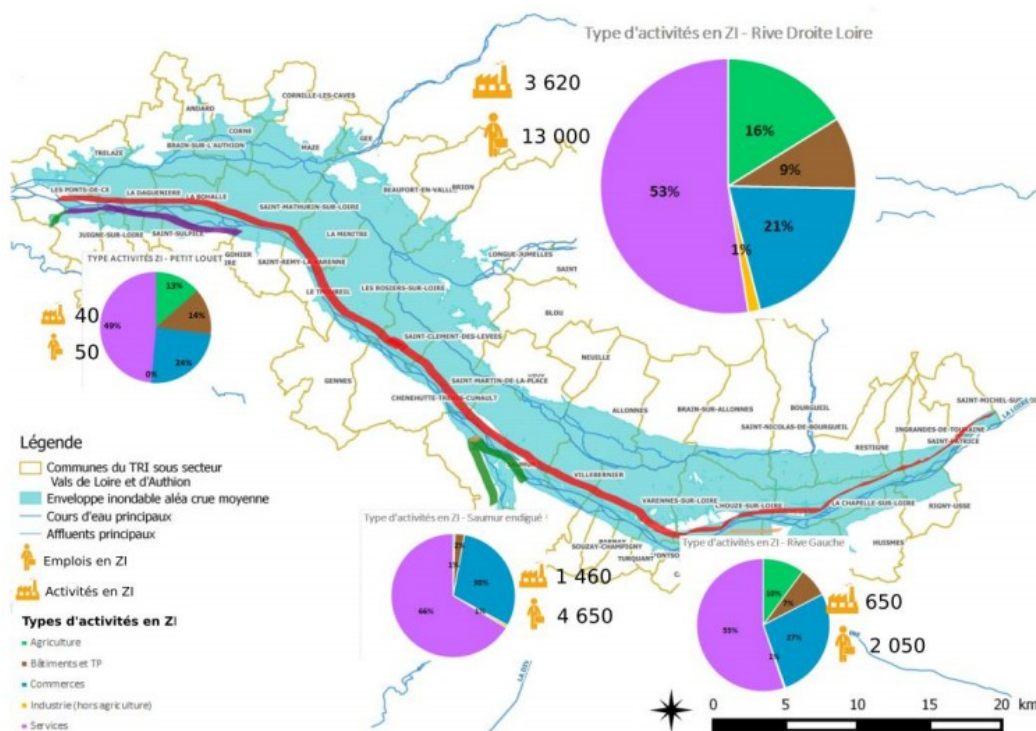 Type d'activités en ZI - Rive Droite Loire
3 620
13 000
16%
9%
21%
1%
53%
CORNILLE-LES-CAVES
ANDARD
CORNE
MAZE
GEE
TRELAZE
BRAIN-SUR-L'AUTHION
BEAUFORT-EN-VALLEE
BRION
LES PONTS-DE-CE
LA DAGUENIERE
LA BOHALLE
SAINT-MATHURIN-SUR-LOIRE
LA MENITRE
JUIGNE-SUR-LOIRE
SAINT-SULPICE
LONGUE-JUMELLES
SAINT-REMY-LA-VARENNE
SAINT
LE THOUREIL
LES ROSIERS-SUR-LOIRE
BLOU
TYPE ACTIVITÉS ZI - PETIT LOUET
40
50
13%
14%
24%
0%
49%
SAINT-CLEMENT-DES-LEVEES
NEUILLE
GENNES
SAINT-MARTIN-DE-LA-PLACE
CHENEHUTTE-TREVES-CUNAULT
ALLONNES
BRAIN-SUR-ALLONNES
BOURGUEIL
SAINT-NICOLAS-DE-BOURGUEIL
LA LOIRE
INGRANDES-DE-TOURAINE
SAINT-PATRICE
RESTIGNE
VILLEBERNIER
VARENNES-SUR-LOIRE
LA CHAPELLE-SUR-LOIRE
RIGNY-USSE
SOUZAY-CHAMPIGNY
TURQUANT
HUISMES
Légende
Communes du TRI sous secteur
Vals de Loire et d'Authion
Enveloppe inondable aléa crue moyenne
Cours d'eau principaux
Affluents principaux
Emplois en ZI
Activités en ZI
Types d'activités en ZI
Agriculture
Bâtiments et TP
Commerces
Industrie (hors agriculture)
Services
Type d'activités en ZI - Saumur endigué
1 460
4 650
2%
1%
30%
1%
66%
Type d'activités en ZI - Rive Gauche
650
2 050
10%
7%
27%
1%
55%
0 5 10 15 20 km